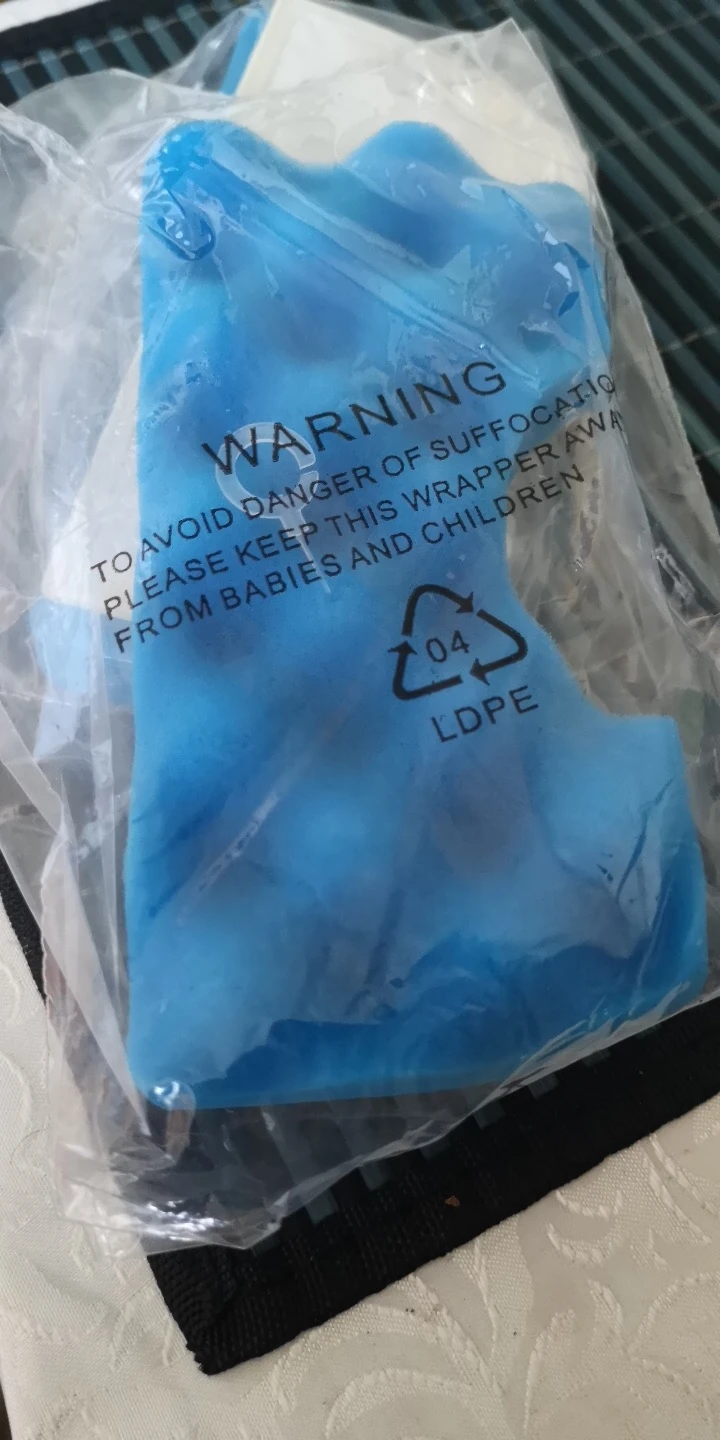 WARNING
TO AVOID DANGER OF SUFFOCATIO
PLEASE KEEP THIS WRAPPER AWA
FROM BABIES AND CHILDREN
04
LDPE